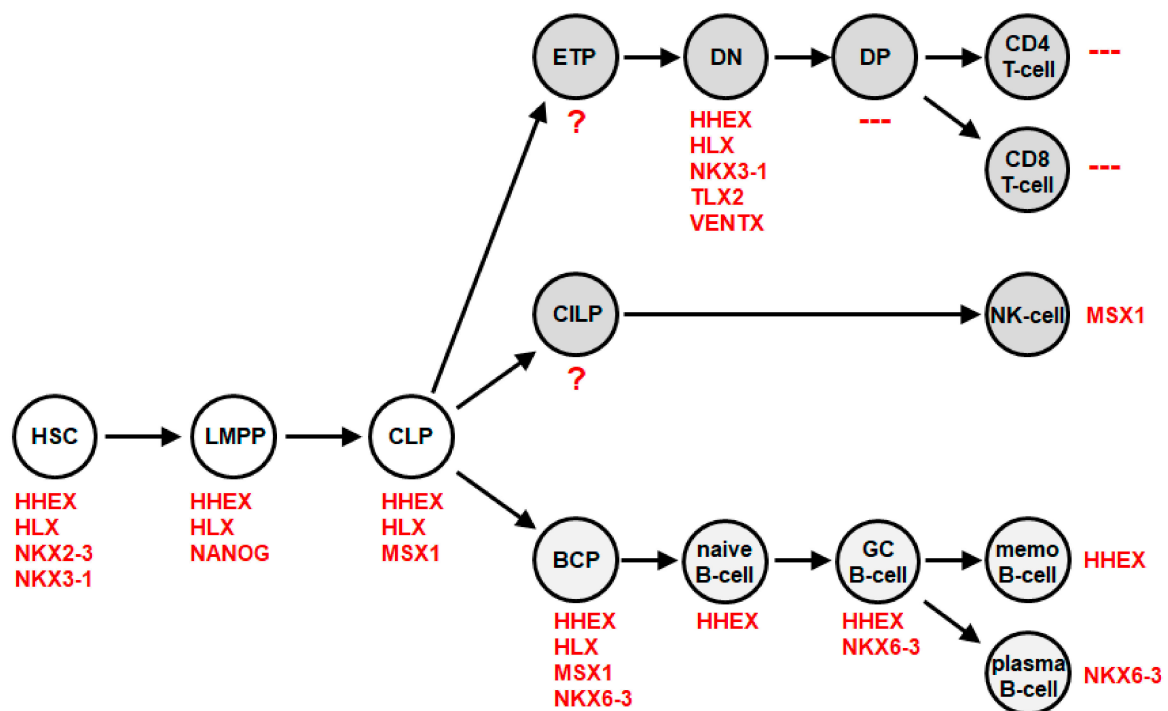 ETP
DN
DP
CD4
T-cell
---
?
HHEX
HLX
NKX3-1
TLX2
VENTX
---
CD8
T-cell
---
CILP
NK-cell
MSX1
?
HSC
LMPP
CLP
HHEX
HLX
NKX2-3
NKX3-1
HHEX
HLX
NANOG
HHEX
HLX
MSX1
BCP
naive
B-cell
GC
B-cell
memo
B-cell
HHEX
HHEX
HLX
MSX1
NKX6-3
HHEX
HHEX
NKX6-3
plasma
B-cell
NKX6-3